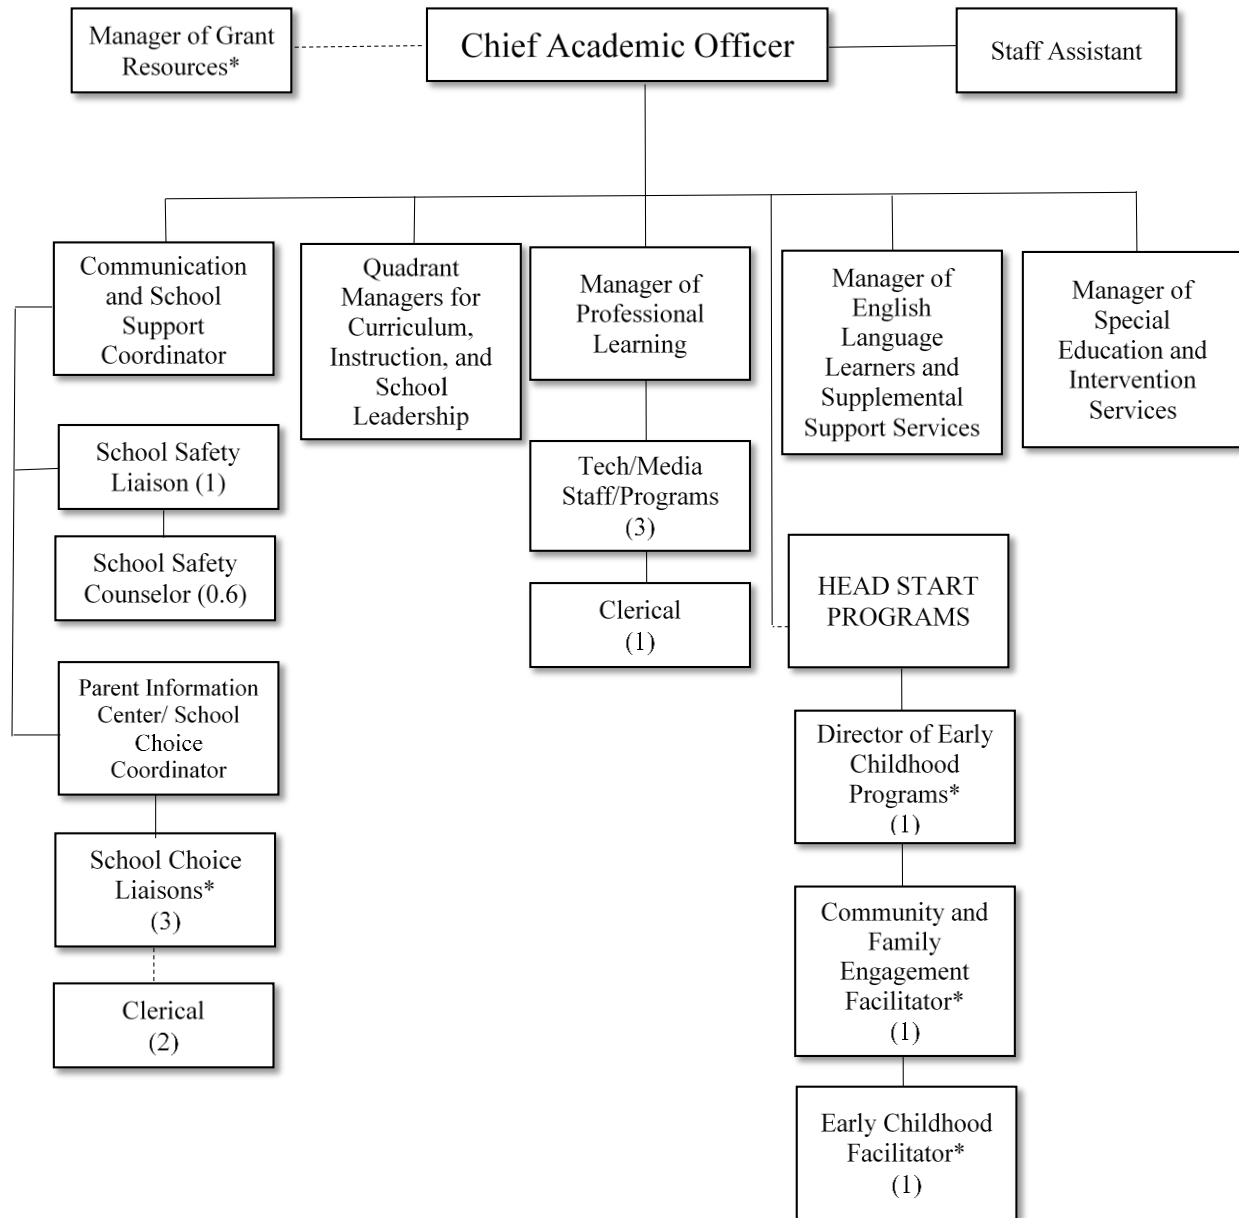 Manager of Grant
Resources*
Chief Academic Officer
Staff Assistant
Communication
and School
Support
Coordinator
Quadrant
Managers for
Curriculum,
Instruction, and
School
Leadership
Manager of
Professional
Learning
Manager of
English
Language
Learners and
Supplemental
Support Services
Manager of
Special
Education and
Intervention
Services
School Safety
Liaison (1)
School Safety
Counselor (0.6)
Tech/Media
Staff/Programs
(3)
Clerical
(1)
HEAD START
PROGRAMS
Parent Information
Center/ School
Choice
Coordinator
School Choice
Liaisons*
(3)
Clerical
(2)
Director of Early
Childhood
Programs*
(1)
Community and
Family
Engagement
Facilitator*
(1)
Early Childhood
Facilitator*
(1)